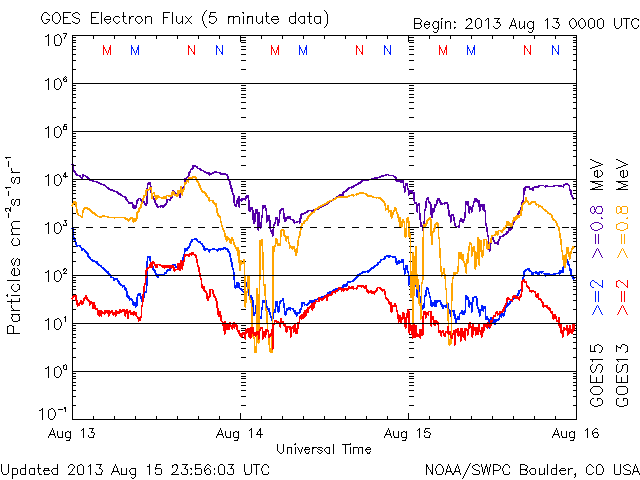 GOES Electron Flux (5 minute data)
Begin: 2013 Aug 13 0000 UTC
10⁷
M M N N M M N N M M N N
10⁶
10⁵
10⁴
10³
10²
10¹
10⁰
10⁻¹
Particles cm⁻²s⁻¹sr⁻¹
GOES15 >=2 >=0.8 MeV
GOES13 >=2 >=0.8 MeV
Aug 13 Aug 14 Aug 15 Aug 16
Universal Time
Updated 2013 Aug 15 23:56:03 UTC
NOAA/SWPC Boulder, CO USA